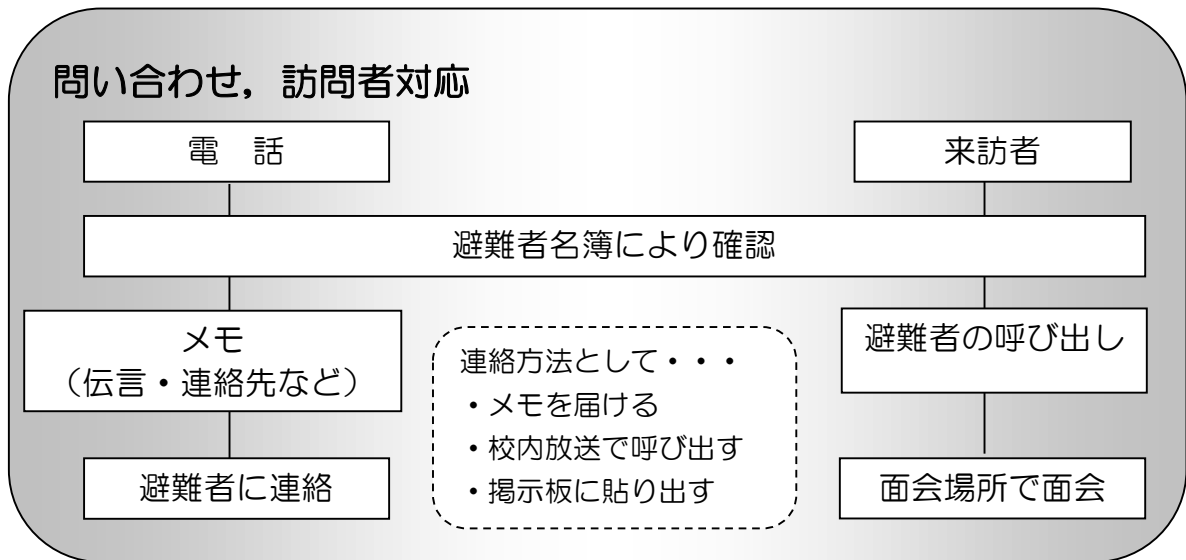 問い合わせ，訪問者対応
電　話
来訪者
避難者名簿により確認
メモ
（伝言・連絡先など）
避難者に連絡
連絡方法として・・・
・メモを届ける
・校内放送で呼び出す
・掲示板に貼り出す
避難者の呼び出し
面会場所で面会